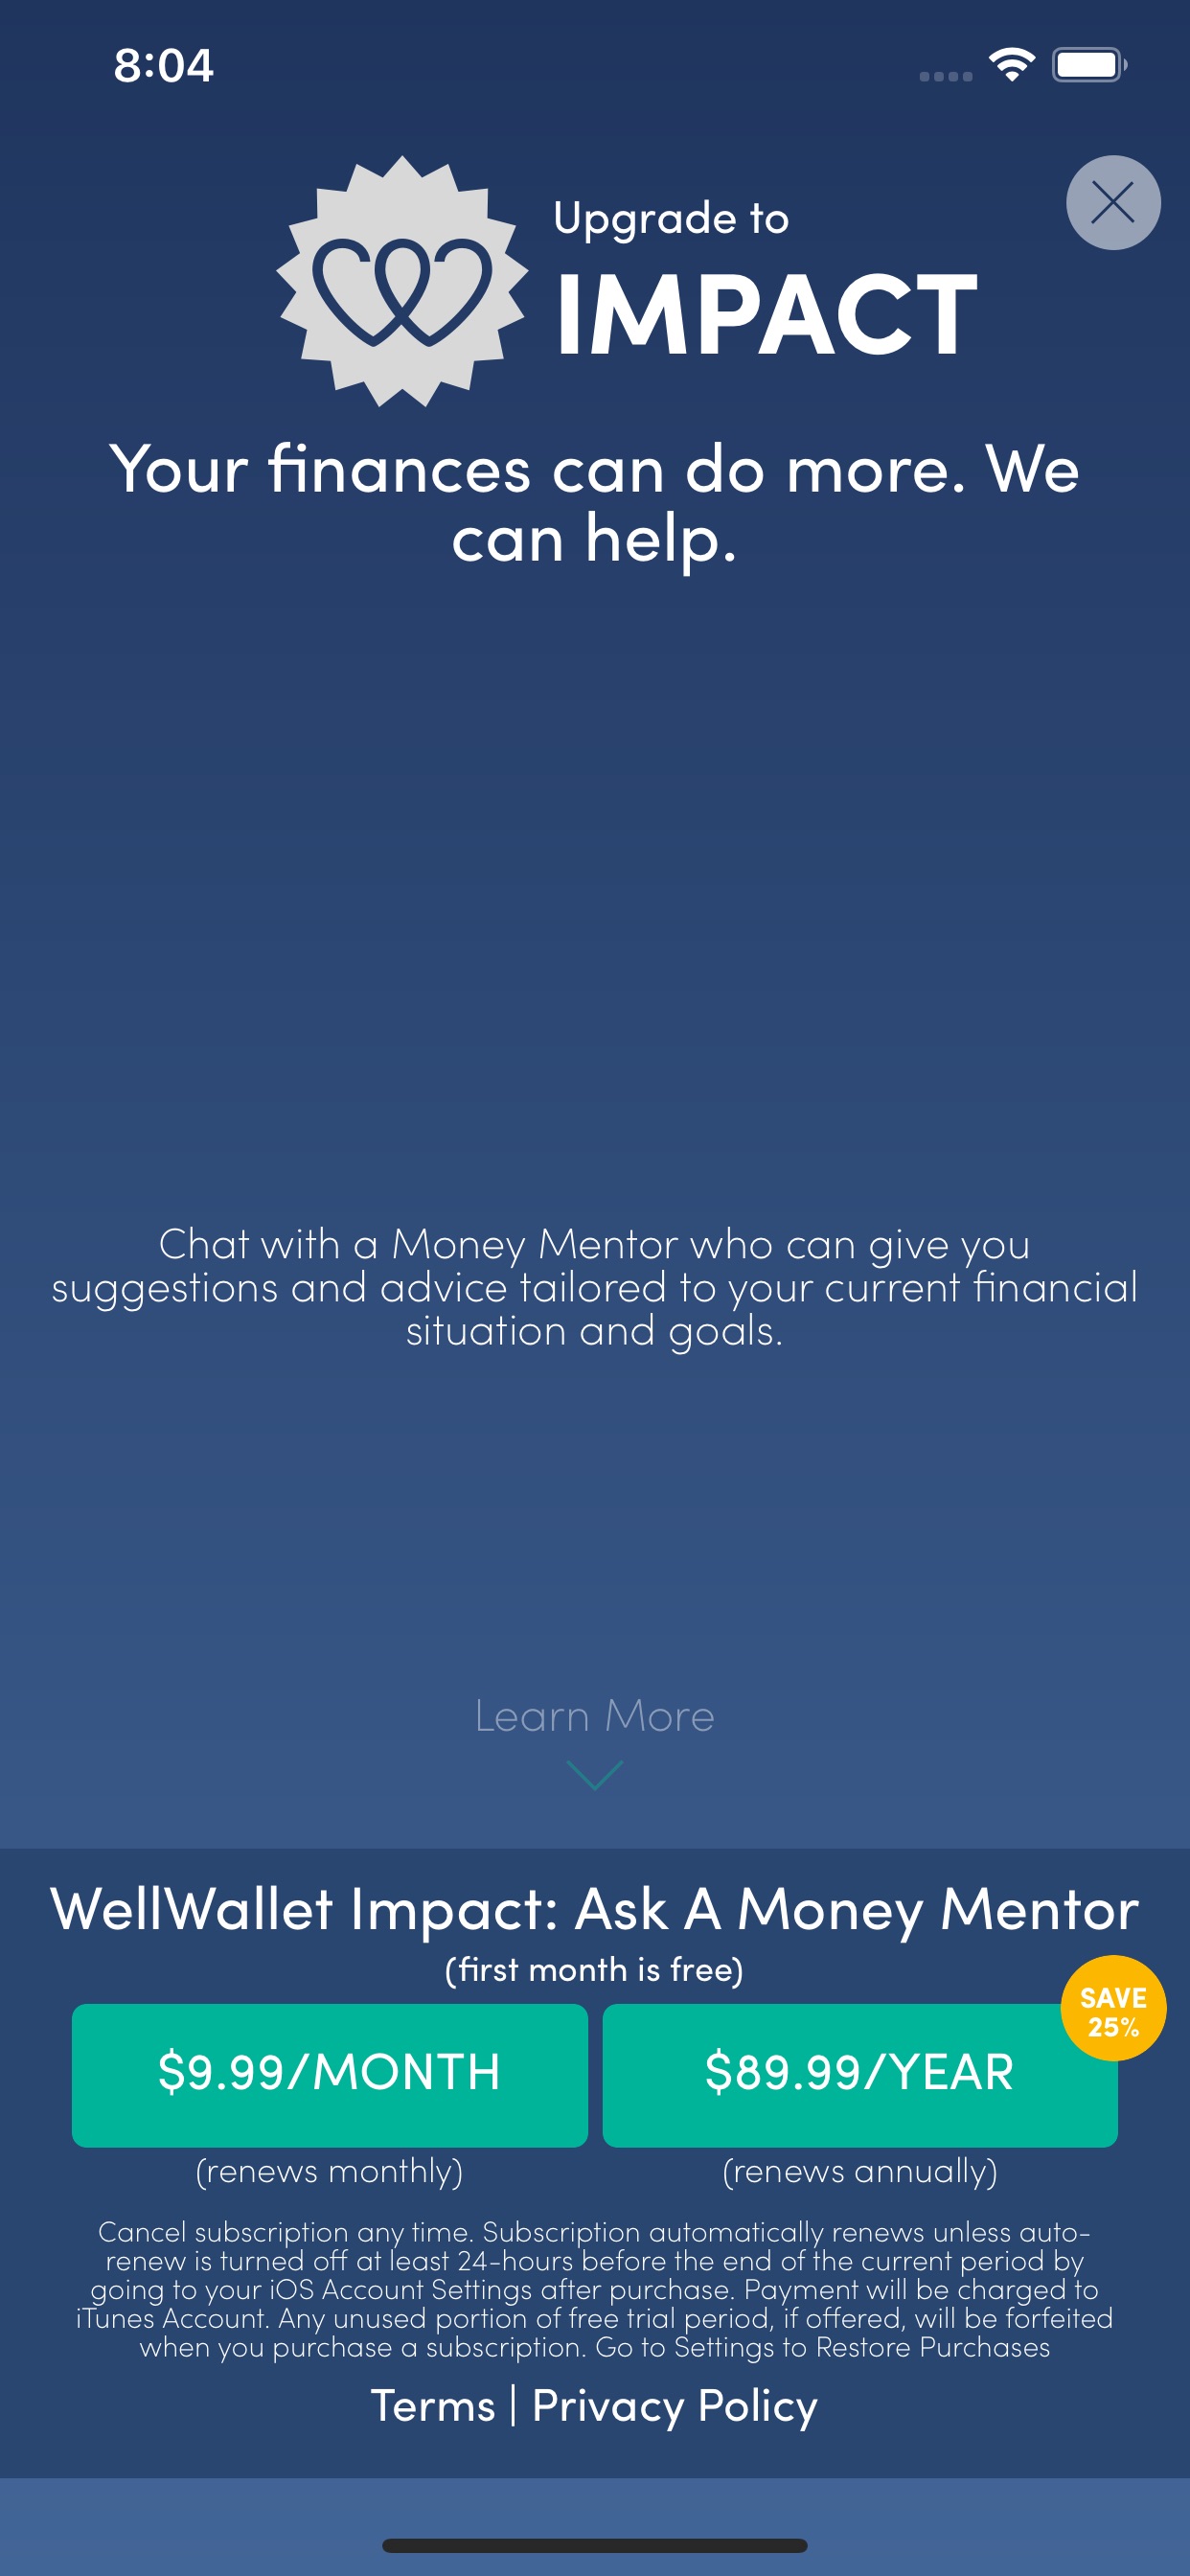 8:04
Upgrade to
IMPACT
Your finances can do more. We
can help.
Chat with a Money Mentor who can give you
suggestions and advice tailored to your current financial
situation and goals.
Learn More
WellWallet Impact: Ask A Money Mentor
(first month is free)
SAVE
25%
$9.99/MONTH
$89.99/YEAR
(renews monthly)
(renews annually)
Cancel subscription any time. Subscription automatically renews unless auto-
renew is turned off at least 24-hours before the end of the current period by
going to your iOS Account Settings after purchase. Payment will be charged to
iTunes Account. Any unused portion of free trial period, if offered, will be forfeited
when you purchase a subscription. Go to Settings to Restore Purchases
Terms | Privacy Policy